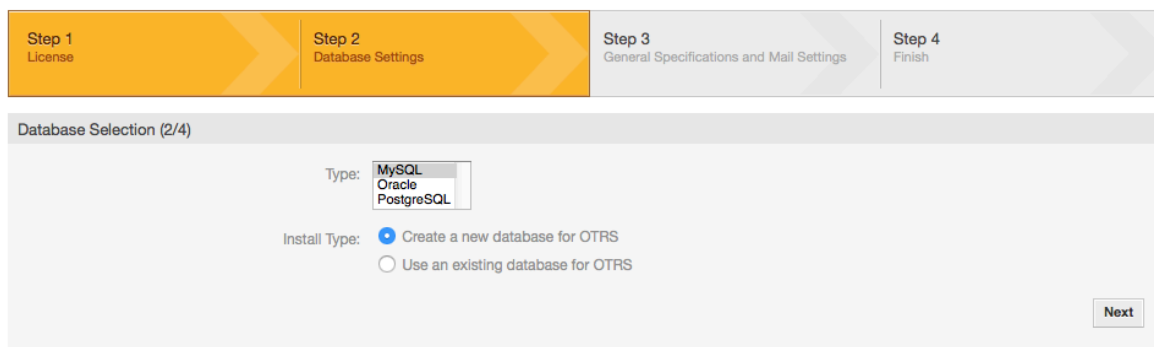 Step 1
License
Step 2
Database Settings
Step 3
General Specifications and Mail Settings
Step 4
Finish
Database Selection (2/4)
Type:
MySQL
Oracle
PostgreSQL
Install Type:
Create a new database for OTRS
Use an existing database for OTRS
Next